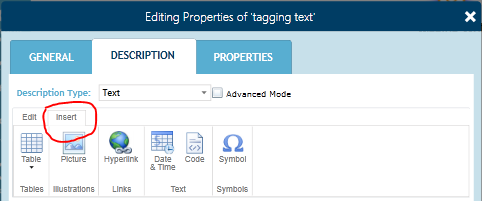 Editing Properties of 'tagging text'
GENERAL DESCRIPTION PROPERTIES
Description Type: Text Advanced Mode
Edit Insert
Table Picture Hyperlink Date & Time Code Symbol
Tables Illustrations Links Text Symbols